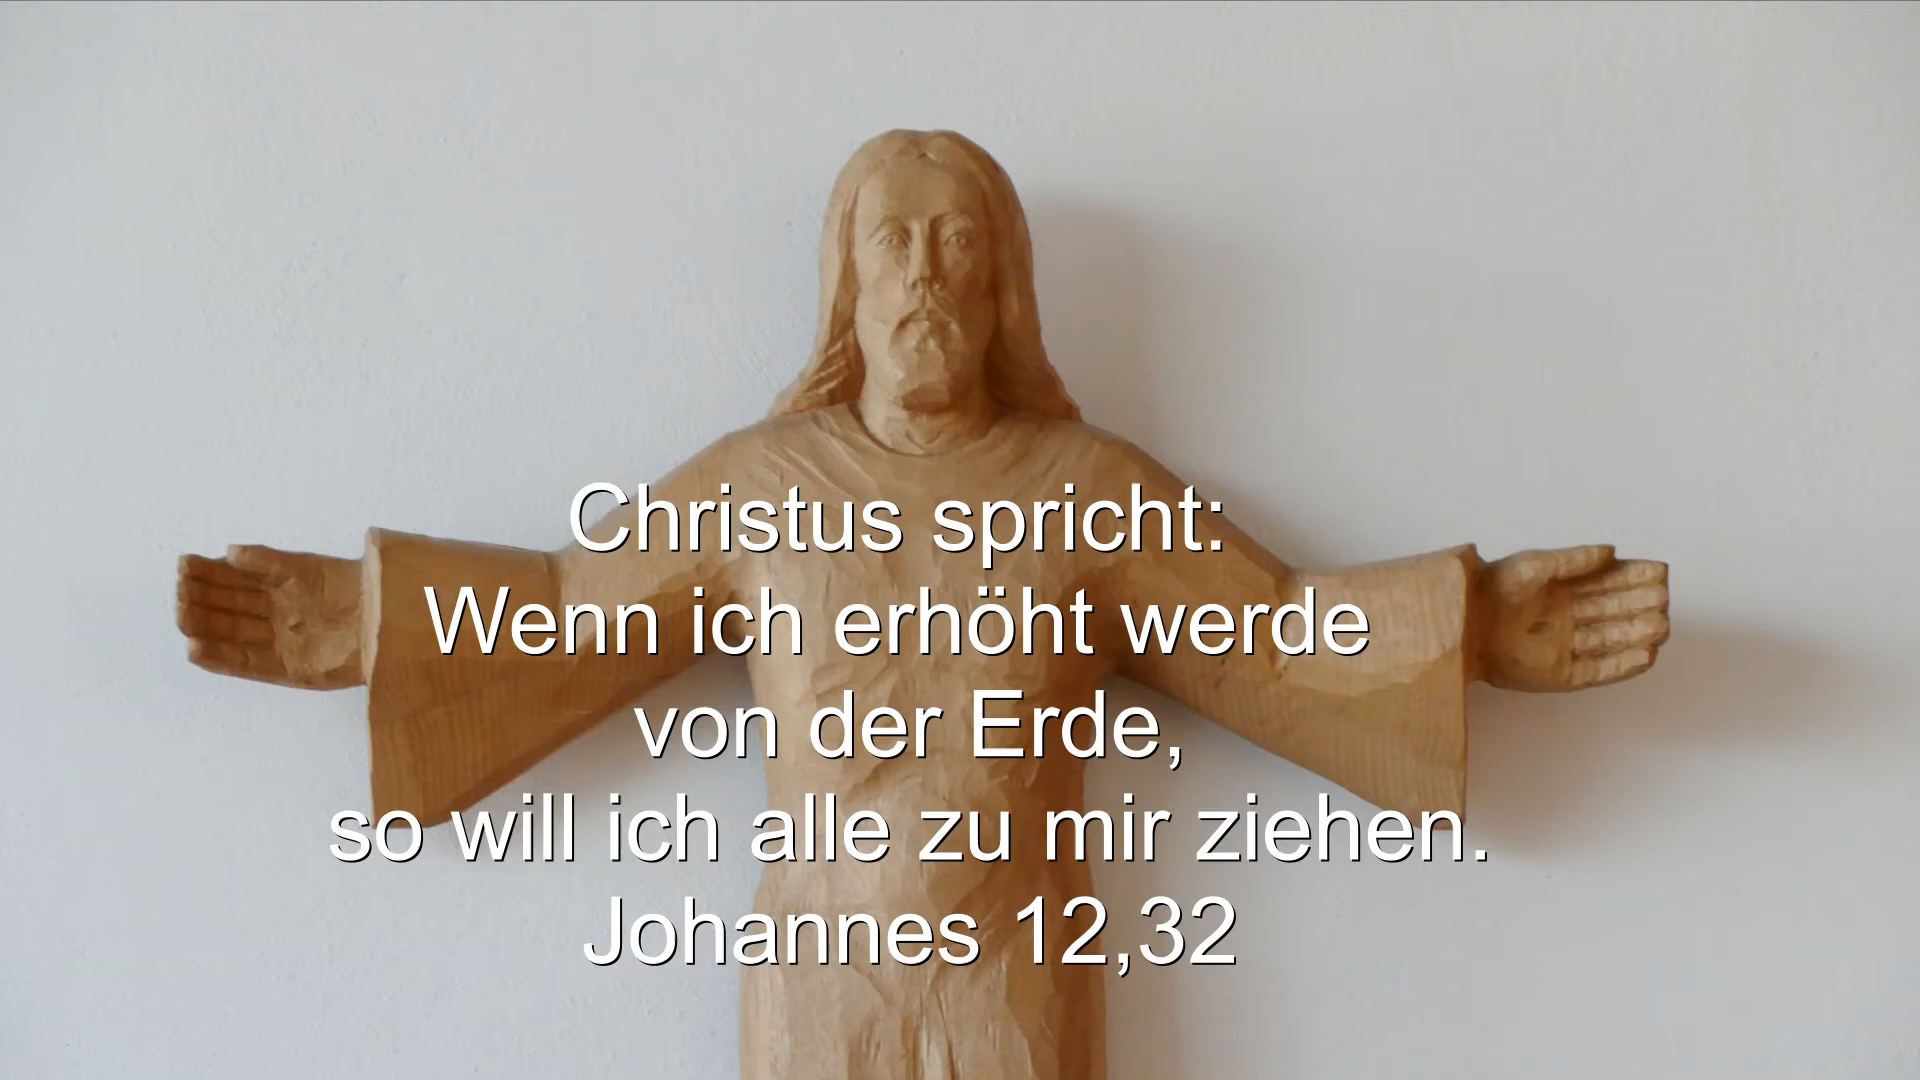 Christus spricht:
Wenn ich erhöht werde
von der Erde,
so will ich alle zu mir ziehen.
Johannes 12,32